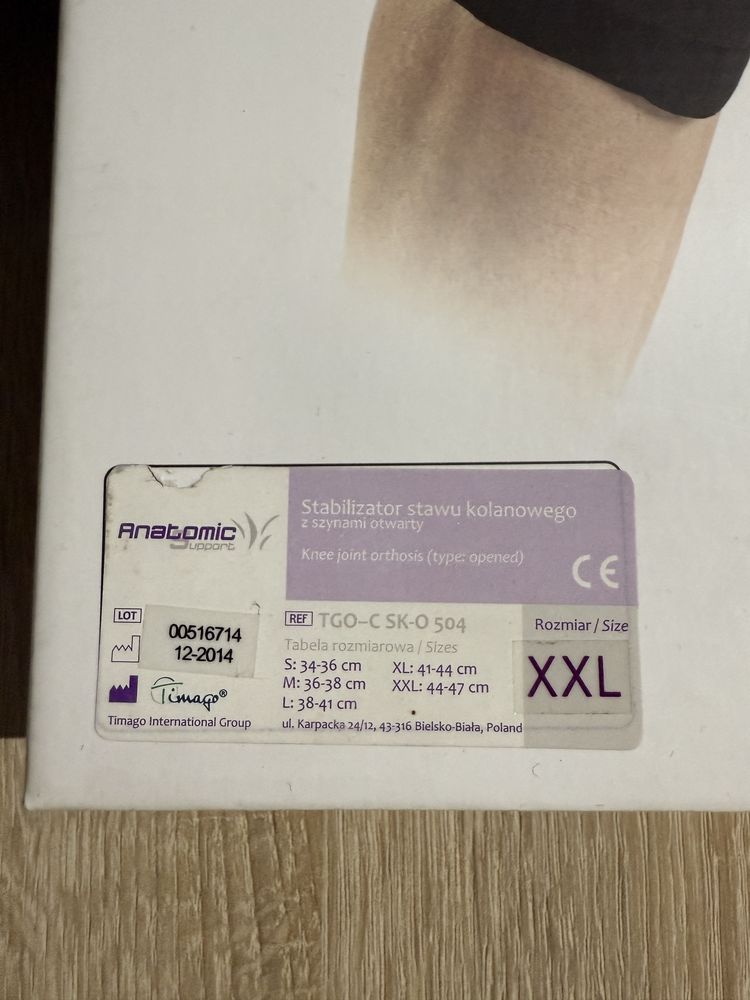 Anatomic
Support
Stabilizator stawu kolanowego
z szynami otwarty
Knee joint orthosis (type: opened)
CE
LOT
00516714
12-2014
Timago®
Timago International Group
REF TGO–C SK-O 504
Tabela rozmiarowa / Sizes
S: 34-36 cm XL: 41-44 cm
M: 36-38 cm XXL: 44-47 cm
L: 38-41 cm
ul. Karpacka 24/12, 43-316 Bielsko-Biała, Poland
Rozmiar / Size
XXL